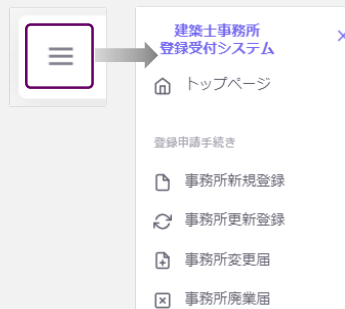 建築士事務所
登録受付システム
トップページ
登録申請手続き
事務所新規登録
事務所更新登録
事務所変更届
事務所廃業届